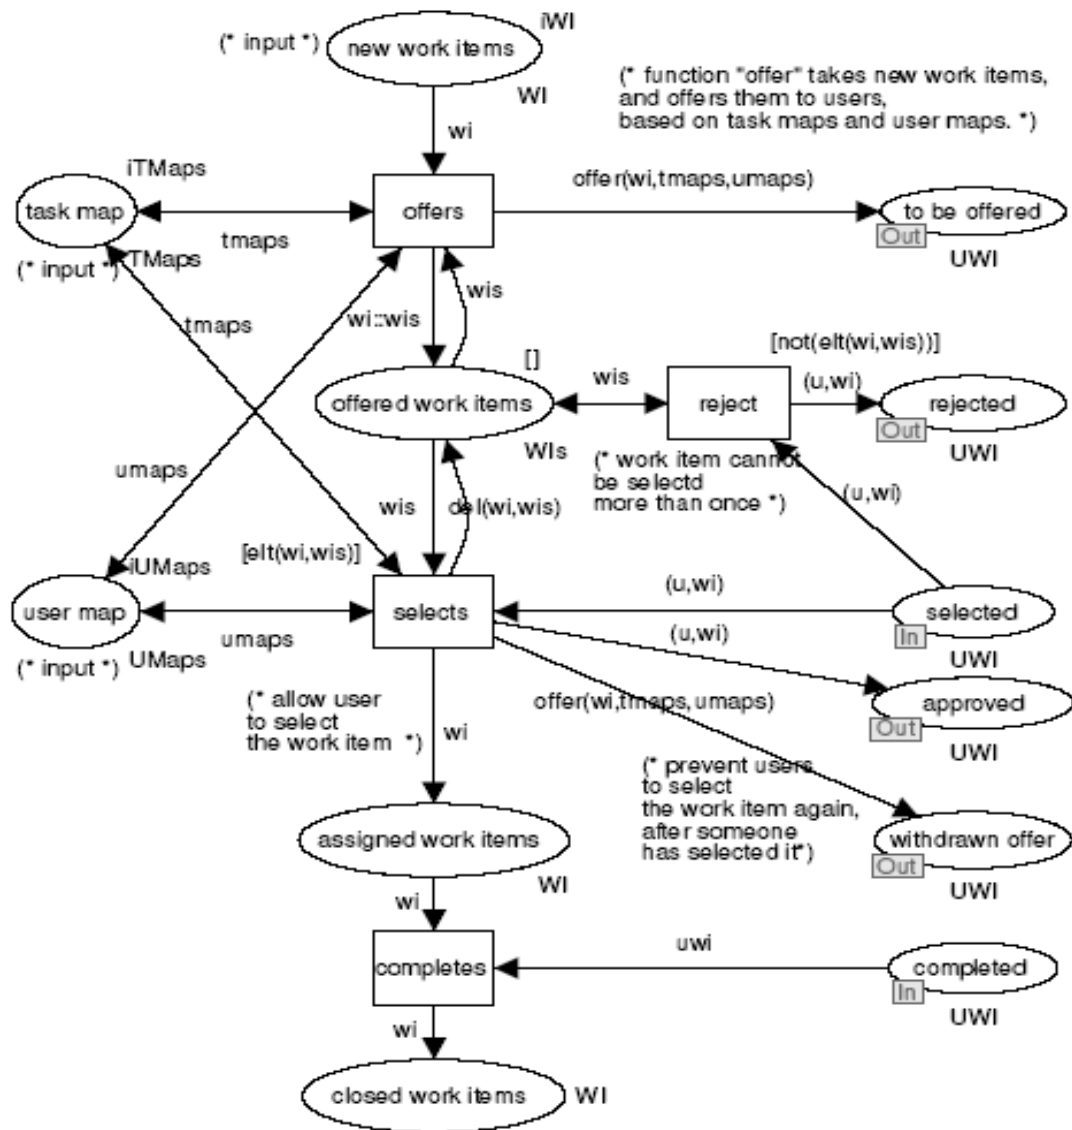 iWI
(* input *)
new work items
WI
(* function "offer" takes new work items,
and offers them to users,
based on task maps and user maps. *)
wi
iTMaps
offer(wi,tmaps,umaps)
task map
offers
to be offered
Out
tmaps
(* input *)
TMaps
UWI
wis
tmaps
wi::wis
[not(elt(wi,wis))]
[]
wis
(u,wi)
offered work items
reject
rejected
Out
WIs
UWI
umaps
(* work item cannot
be selectd
more than once *)
(u,wi)
wis
del(wi,wis)
[elt(wi,wis)]
iUMaps
(u,wi)
user map
selects
selected
In
umaps
(u,wi)
(* input *)
UMaps
UWI
(* allow user
to select
the work item *)
wi
offer(wi,tmaps,umaps)
approved
Out
UWI
(* prevent users
to select
the work item again,
after someone
has selected it*)
assigned work items
withdrawn offer
Out
WI
UWI
wi
uwi
completes
completed
In
UWI
wi
closed work items
WI